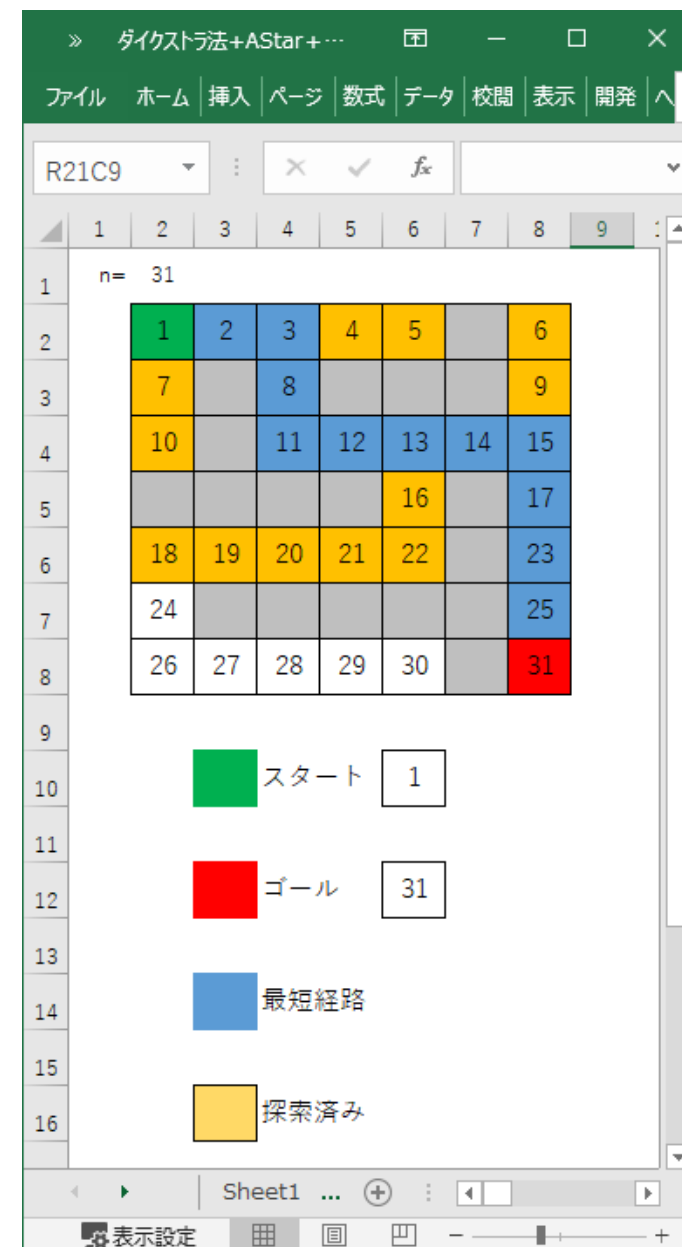 » ダイクストラ法+AStar+…
ファイル ホーム 挿入 ページ 数式 データ 校閲 表示 開発 ヘ
R21C9 fx
1 2 3 4 5 6 7 8 9
1 n= 31
2 1 2 3 4 5 6
3 7 8 9
4 10 11 12 13 14 15
5 16 17
6 18 19 20 21 22 23
7 24 25
8 26 27 28 29 30 31
9
10 スタート 1
11
12 ゴール 31
13
14 最短経路
15
16 探索済み
Sheet1 ...
表示設定